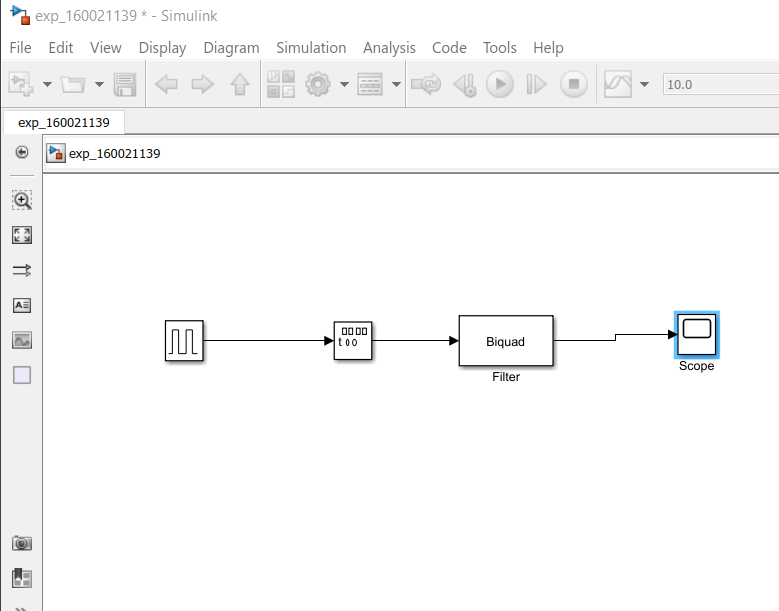 exp_160021139 * - Simulink
File Edit View Display Diagram Simulation Analysis Code Tools Help
10.0
exp_160021139
exp_160021139
Biquad
Filter
Scope